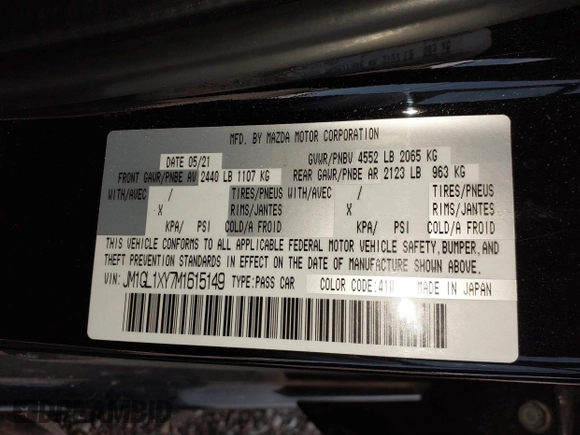 MFD. BY MAZDA MOTOR CORPORATION
DATE 05/21 GVWR/PNBV 4552 LB 2065 KG
FRONT GAWR/PNBE AV 2440 LB 1107 KG REAR GAWR/PNBE AR 2123 LB 963 KG
WITH/AVEC / TIRES/PNEUS WITH/AVEC / TIRES/PNEUS
X RIMS/JANTES X RIMS/JANTES
KPA/ PSI COLD/A FROID KPA/ PSI COLD/A FROID
THIS VEHICLE CONFORMS TO ALL APPLICABLE FEDERAL MOTOR VEHICLE SAFETY, BUMPER, AND
THEFT PREVENTION STANDARDS IN EFFECT ON THE DATE OF MANUFACTURE SHOWN ABOVE.
VIN: JM1GL1XY7M1615149 TYPE:PASS CAR COLOR CODE:41W MADE IN JAPAN
DREAMBID